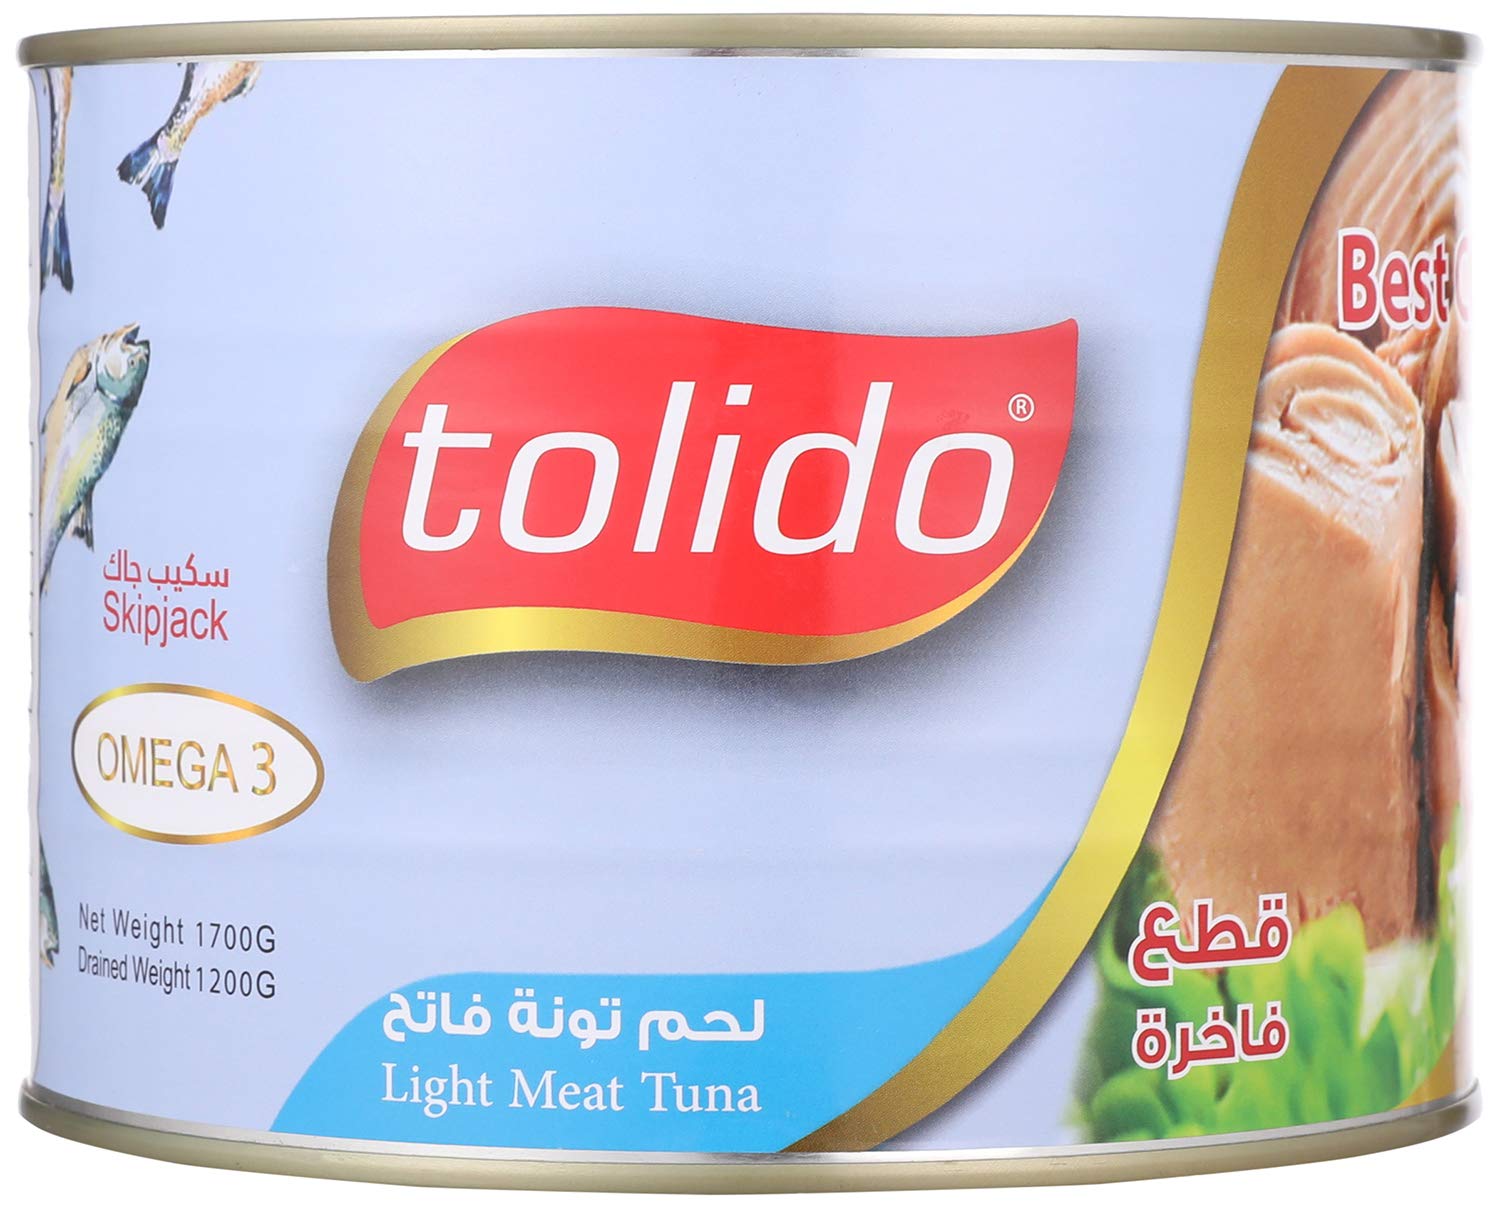 Best
tolido®
سكيب جاك
Skipjack
OMEGA 3
Net Weight 1700G
Drained Weight 1200G
لحم تونة فاتح
Light Meat Tuna
قطع
فاخرة